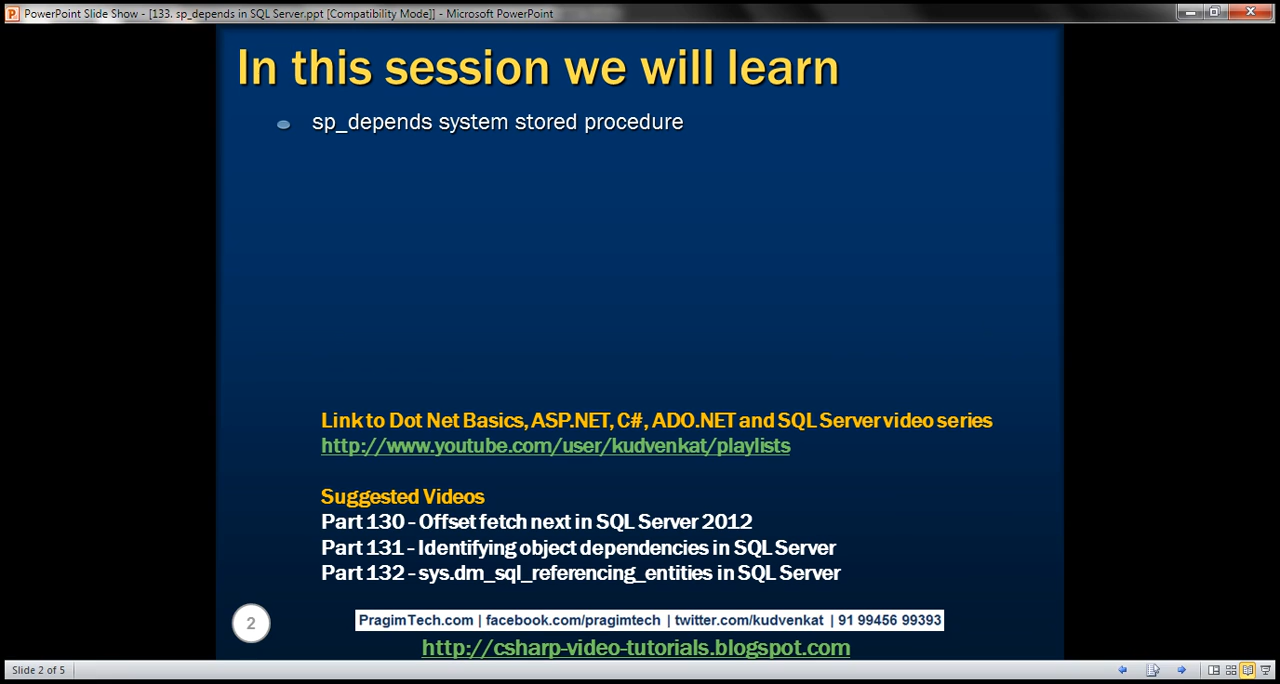 PowerPoint Slide Show - [133. sp_depends in SQL Server.ppt [Compatibility Mode]] - Microsoft PowerPoint
In this session we will learn
sp_depends system stored procedure
Link to Dot Net Basics, ASP.NET, C#, ADO.NET and SQL Server video series
http://www.youtube.com/user/kudvenkat/playlists
Suggested Videos
Part 130 - Offset fetch next in SQL Server 2012
Part 131 - Identifying object dependencies in SQL Server
Part 132 - sys.dm_sql_referencing_entities in SQL Server
2
PragimTech.com | facebook.com/pragimtech | twitter.com/kudvenkat | 91 99456 99393
http://csharp-video-tutorials.blogspot.com
Slide 2 of 5